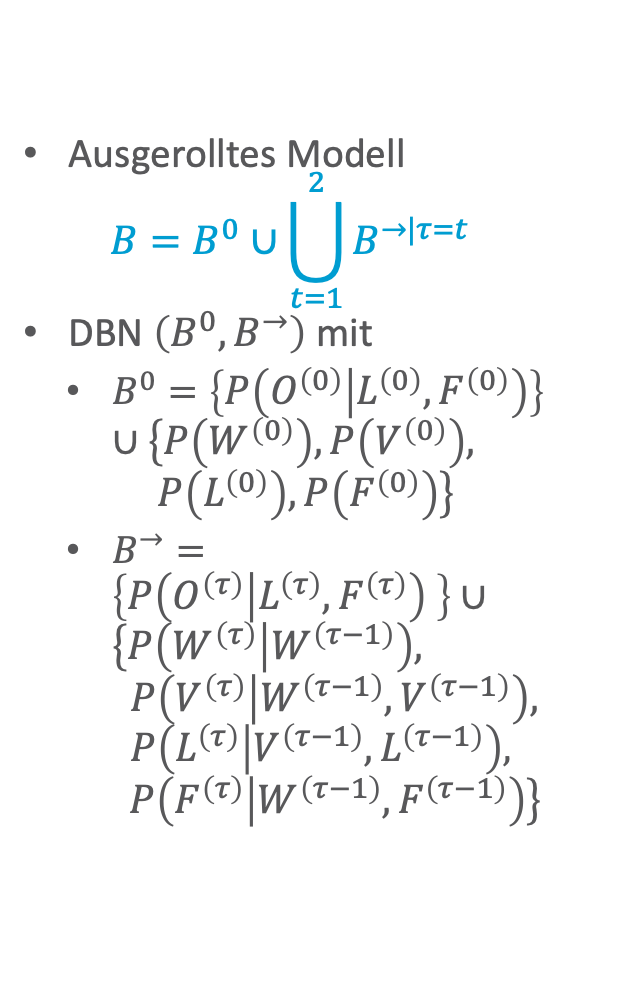 • Ausgerolltes Modell
B = B⁰ ∪ ⋃_{t=1}^{2} B^{→|τ=t}
• DBN (B⁰, B^→) mit
• B⁰ = {P(O⁽⁰⁾|L⁽⁰⁾, F⁽⁰⁾)}
∪ {P(W⁽⁰⁾), P(V⁽⁰⁾),
P(L⁽⁰⁾), P(F⁽⁰⁾)}
• B^→ =
{P(O^{(τ)}|L^{(τ)}, F^{(τ)}) } ∪
{P(W^{(τ)}|W^{(τ−1)}),
P(V^{(τ)}|W^{(τ−1)}, V^{(τ−1)}),
P(L^{(τ)}|V^{(τ−1)}, L^{(τ−1)}),
P(F^{(τ)}|W^{(τ−1)}, F^{(τ−1)})}